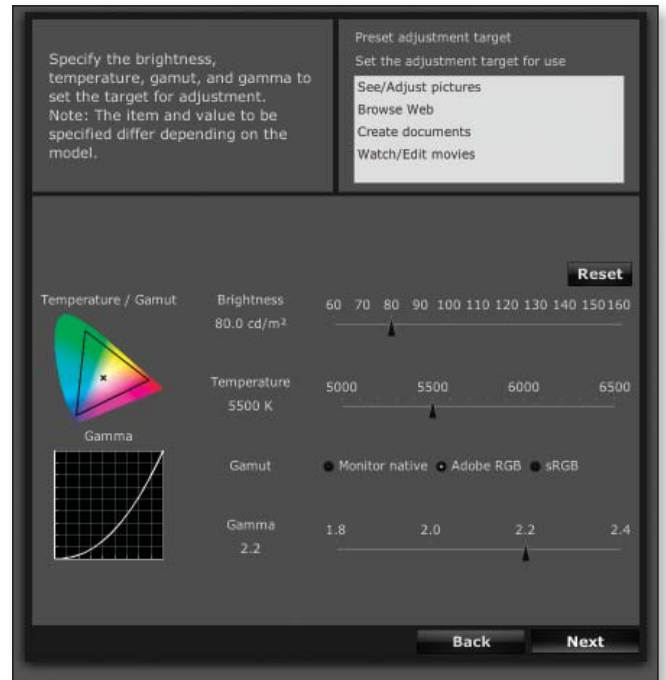 Specify the brightness,
temperature, gamut, and gamma to
set the target for adjustment.
Note: The item and value to be
specified differ depending on the
model.
Preset adjustment target
Set the adjustment target for use
See/Adjust pictures
Browse Web
Create documents
Watch/Edit movies
Reset
Temperature / Gamut
Brightness
80.0 cd/m²
60 70 80 90 100 110 120 130 140 150 160
Temperature
5500 K
5000 5500 6000 6500
Gamma
Gamut
Monitor native Adobe RGB sRGB
Gamma
2.2
1.8 2.0 2.2 2.4
Back Next